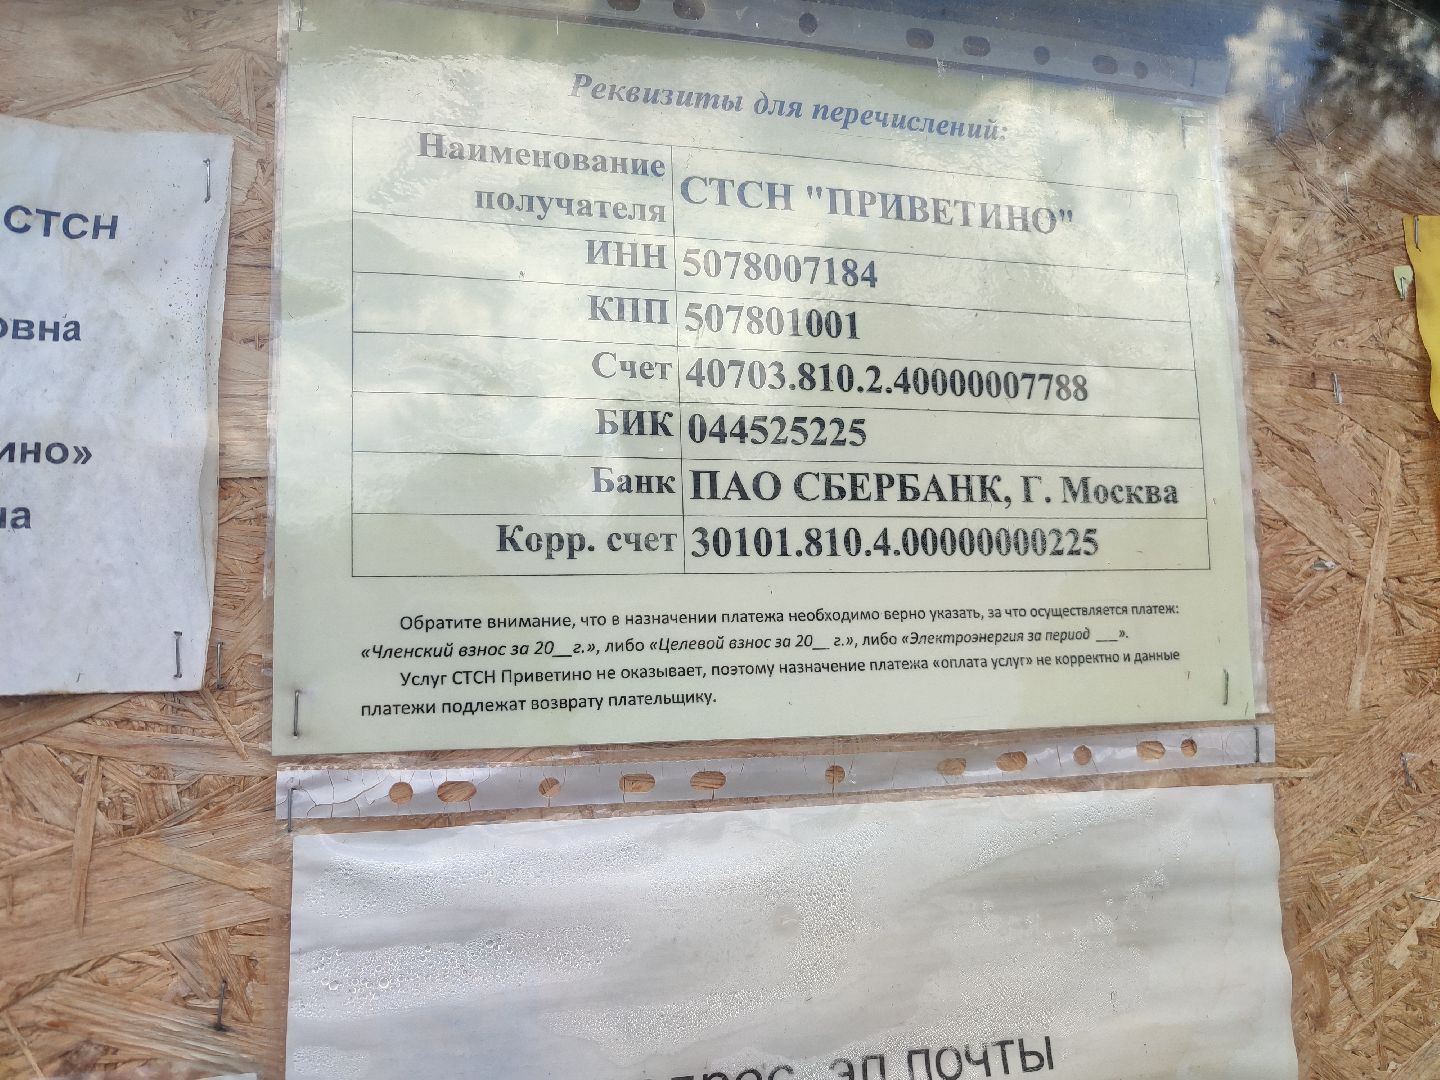 Реквизиты для перечислений:
Наименование
получателя
СТСН "ПРИВЕТИНО"
ИНН 5078007184
КПП 507801001
Счет 40703.810.2.40000007788
БИК 044525225
Банк ПАО СБЕРБАНК, Г. Москва
Корр. счет 30101.810.4.00000000225
Обратите внимание, что в назначении платежа необходимо верно указать, за что осуществляется платеж:
«Членский взнос за 20__г.», либо «Целевой взнос за 20__ г.», либо «Электроэнергия за период ___».
Услуг СТСН Приветино не оказывает, поэтому назначение платежа «оплата услуг» не корректно и данные
платежи подлежат возврату плательщику.
СТСН
эл.почты